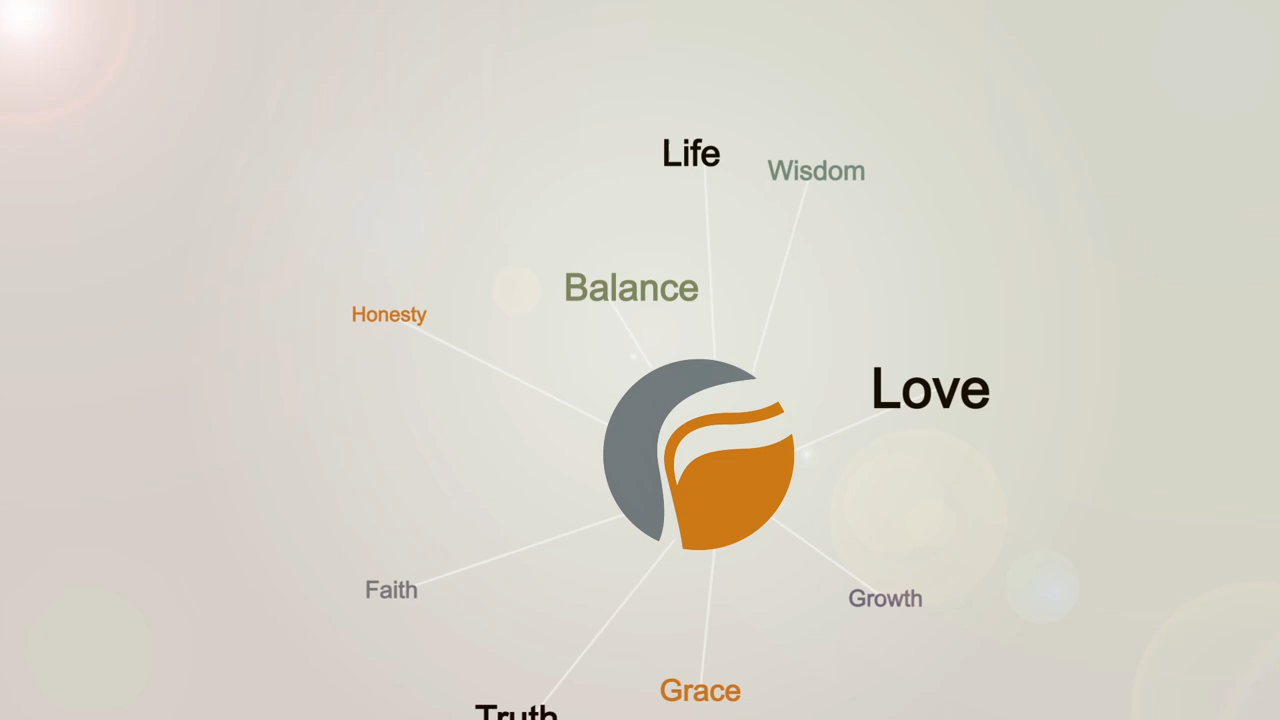 Life
Wisdom
Balance
Honesty
Love
Faith
Growth
Grace
Truth